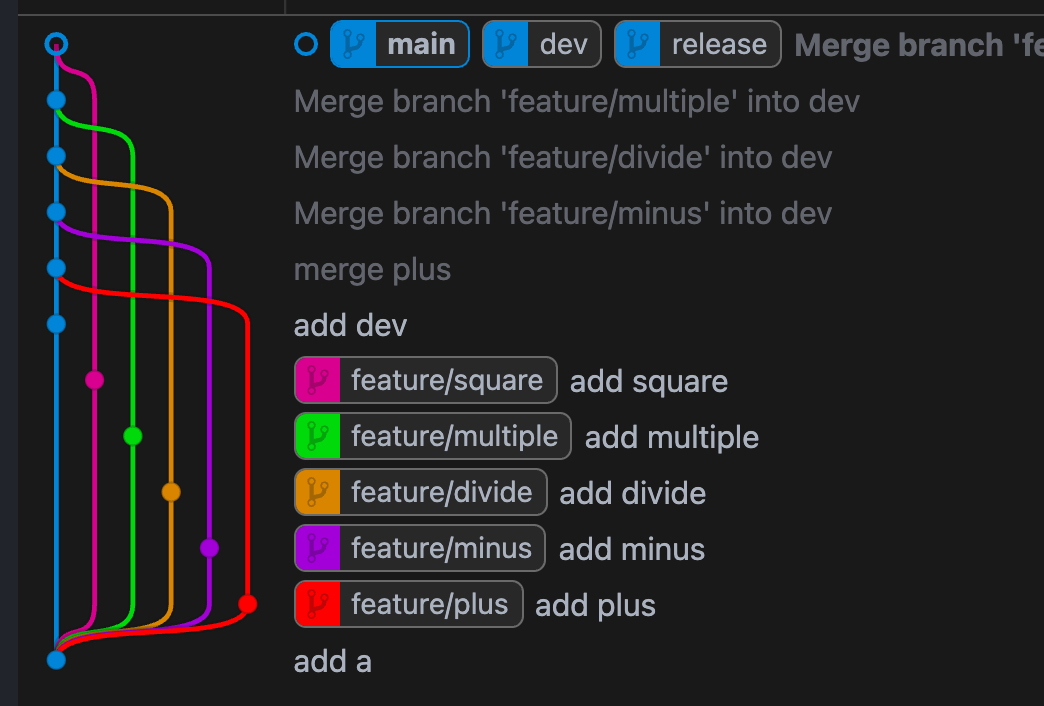 main dev release Merge branch 'fe
Merge branch 'feature/multiple' into dev
Merge branch 'feature/divide' into dev
Merge branch 'feature/minus' into dev
merge plus
add dev
feature/square add square
feature/multiple add multiple
feature/divide add divide
feature/minus add minus
feature/plus add plus
add a